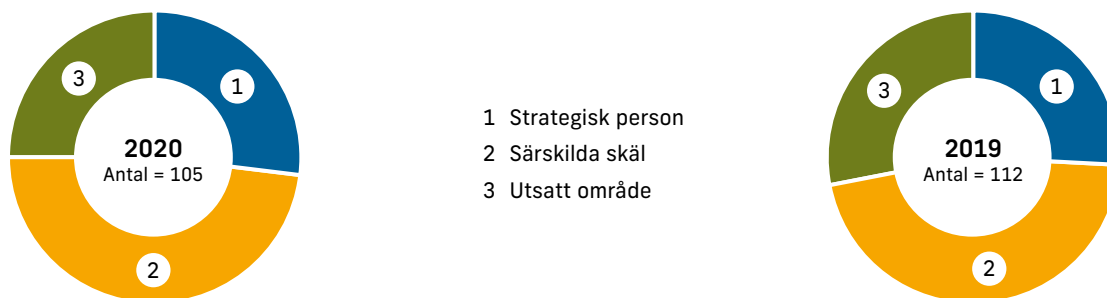 3
1
2020
Antal = 105
2
1 Strategisk person
2 Särskilda skäl
3 Utsatt område
3
1
2019
Antal = 112
2